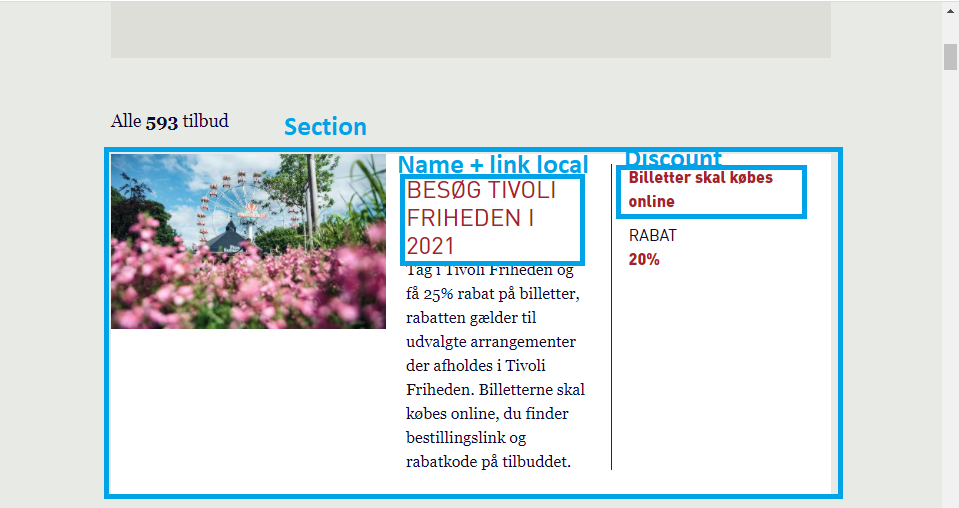 Alle 593 tilbud
Section
Name + link local
BESØG TIVOLI
FRIHEDEN I
2021
Tag i Tivoli Friheden og
få 25% rabat på billetter,
rabatten gælder til
udvalgte arrangementer
der afholdes i Tivoli
Friheden. Billetterne skal
købes online, du finder
bestillingslink og
rabatkode på tilbuddet.
Discount
Billetter skal købes
online
RABAT
20%